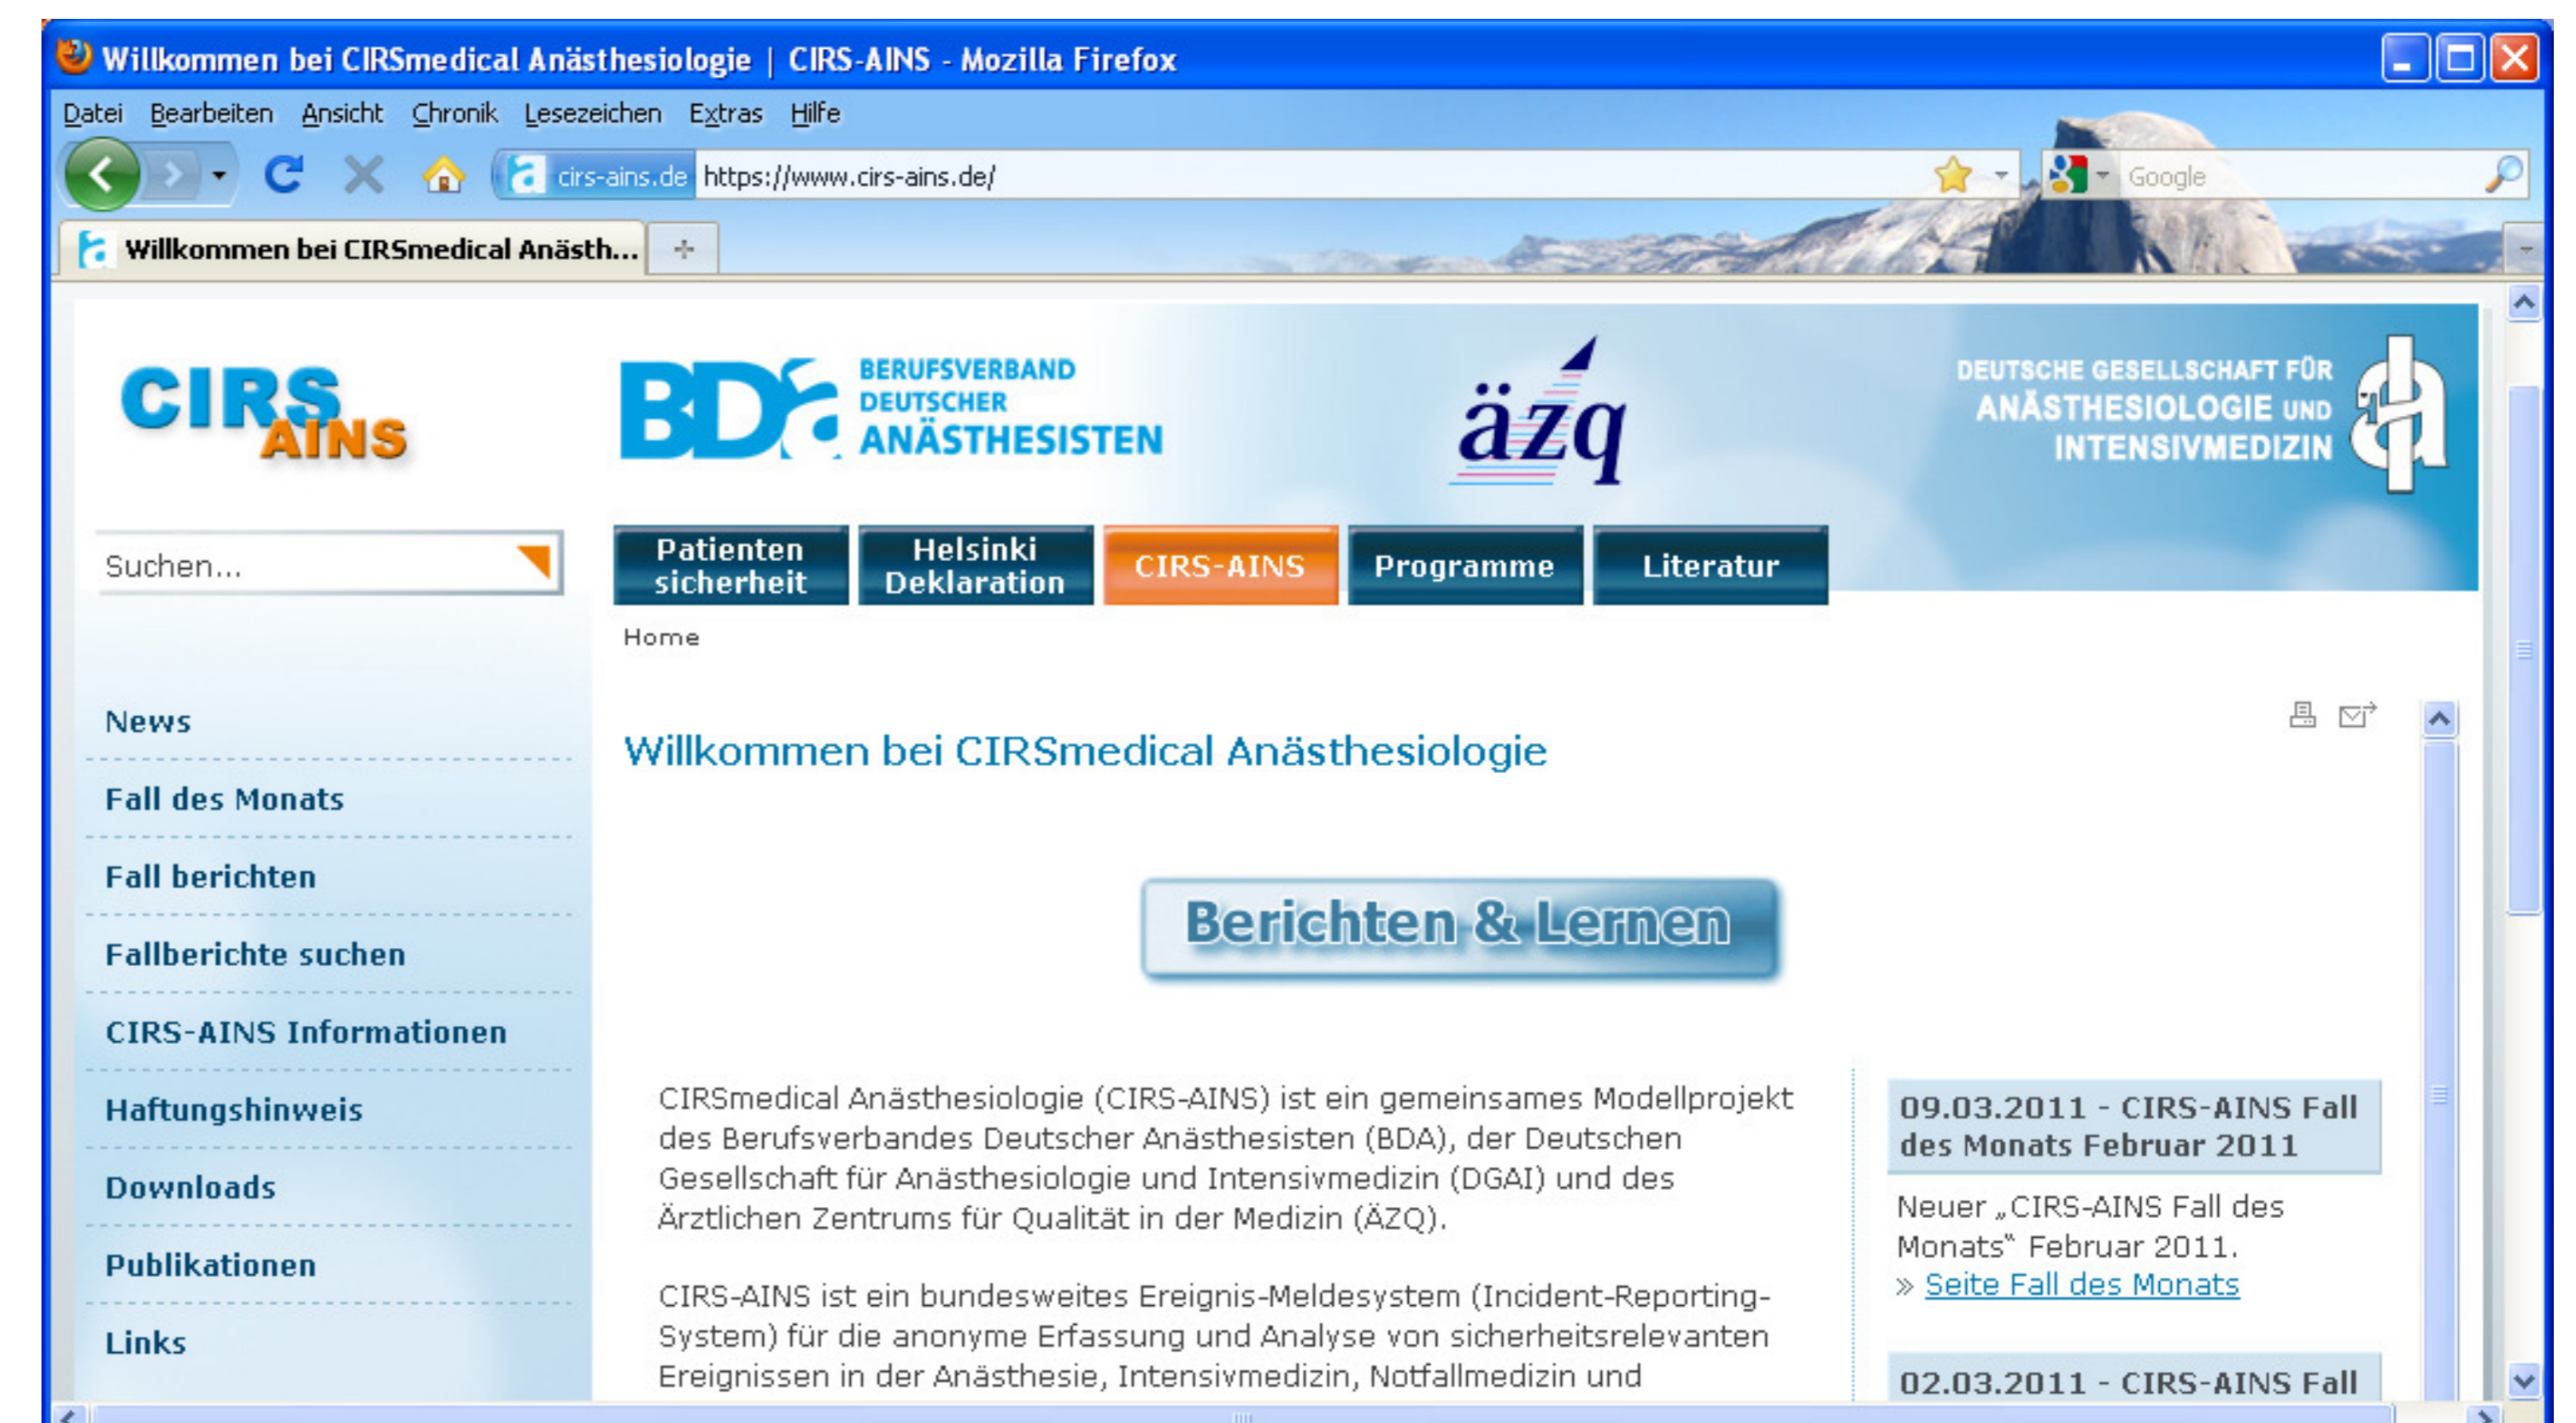 Willkommen bei CIRSmedical Anästhesiologie | CIRS-AINS - Mozilla Firefox
Datei Bearbeiten Ansicht Chronik Lesezeichen Extras Hilfe
cirs-ains.de https://www.cirs-ains.de/ Google
Willkommen bei CIRSmedical Anästh...
CIRS
AINS
BDa
BERUFSVERBAND
DEUTSCHER
ANÄSTHESISTEN
äzq
DEUTSCHE GESELLSCHAFT FÜR
ANÄSTHESIOLOGIE UND
INTENSIVMEDIZIN
Suchen...
Patienten
sicherheit
Helsinki
Deklaration
CIRS-AINS
Programme
Literatur
Home
News
Fall des Monats
Fall berichten
Fallberichte suchen
CIRS-AINS Informationen
Haftungshinweis
Downloads
Publikationen
Links
Willkommen bei CIRSmedical Anästhesiologie
Berichten & Lernen
CIRSmedical Anästhesiologie (CIRS-AINS) ist ein gemeinsames Modellprojekt
des Berufsverbandes Deutscher Anästhesisten (BDA), der Deutschen
Gesellschaft für Anästhesiologie und Intensivmedizin (DGAI) und des
Ärztlichen Zentrums für Qualität in der Medizin (ÄZQ).
CIRS-AINS ist ein bundesweites Ereignis-Meldesystem (Incident-Reporting-
System) für die anonyme Erfassung und Analyse von sicherheitsrelevanten
Ereignissen in der Anästhesie, Intensivmedizin, Notfallmedizin und
09.03.2011 - CIRS-AINS Fall
des Monats Februar 2011
Neuer „CIRS-AINS Fall des
Monats“ Februar 2011.
» Seite Fall des Monats
02.03.2011 - CIRS-AINS Fall